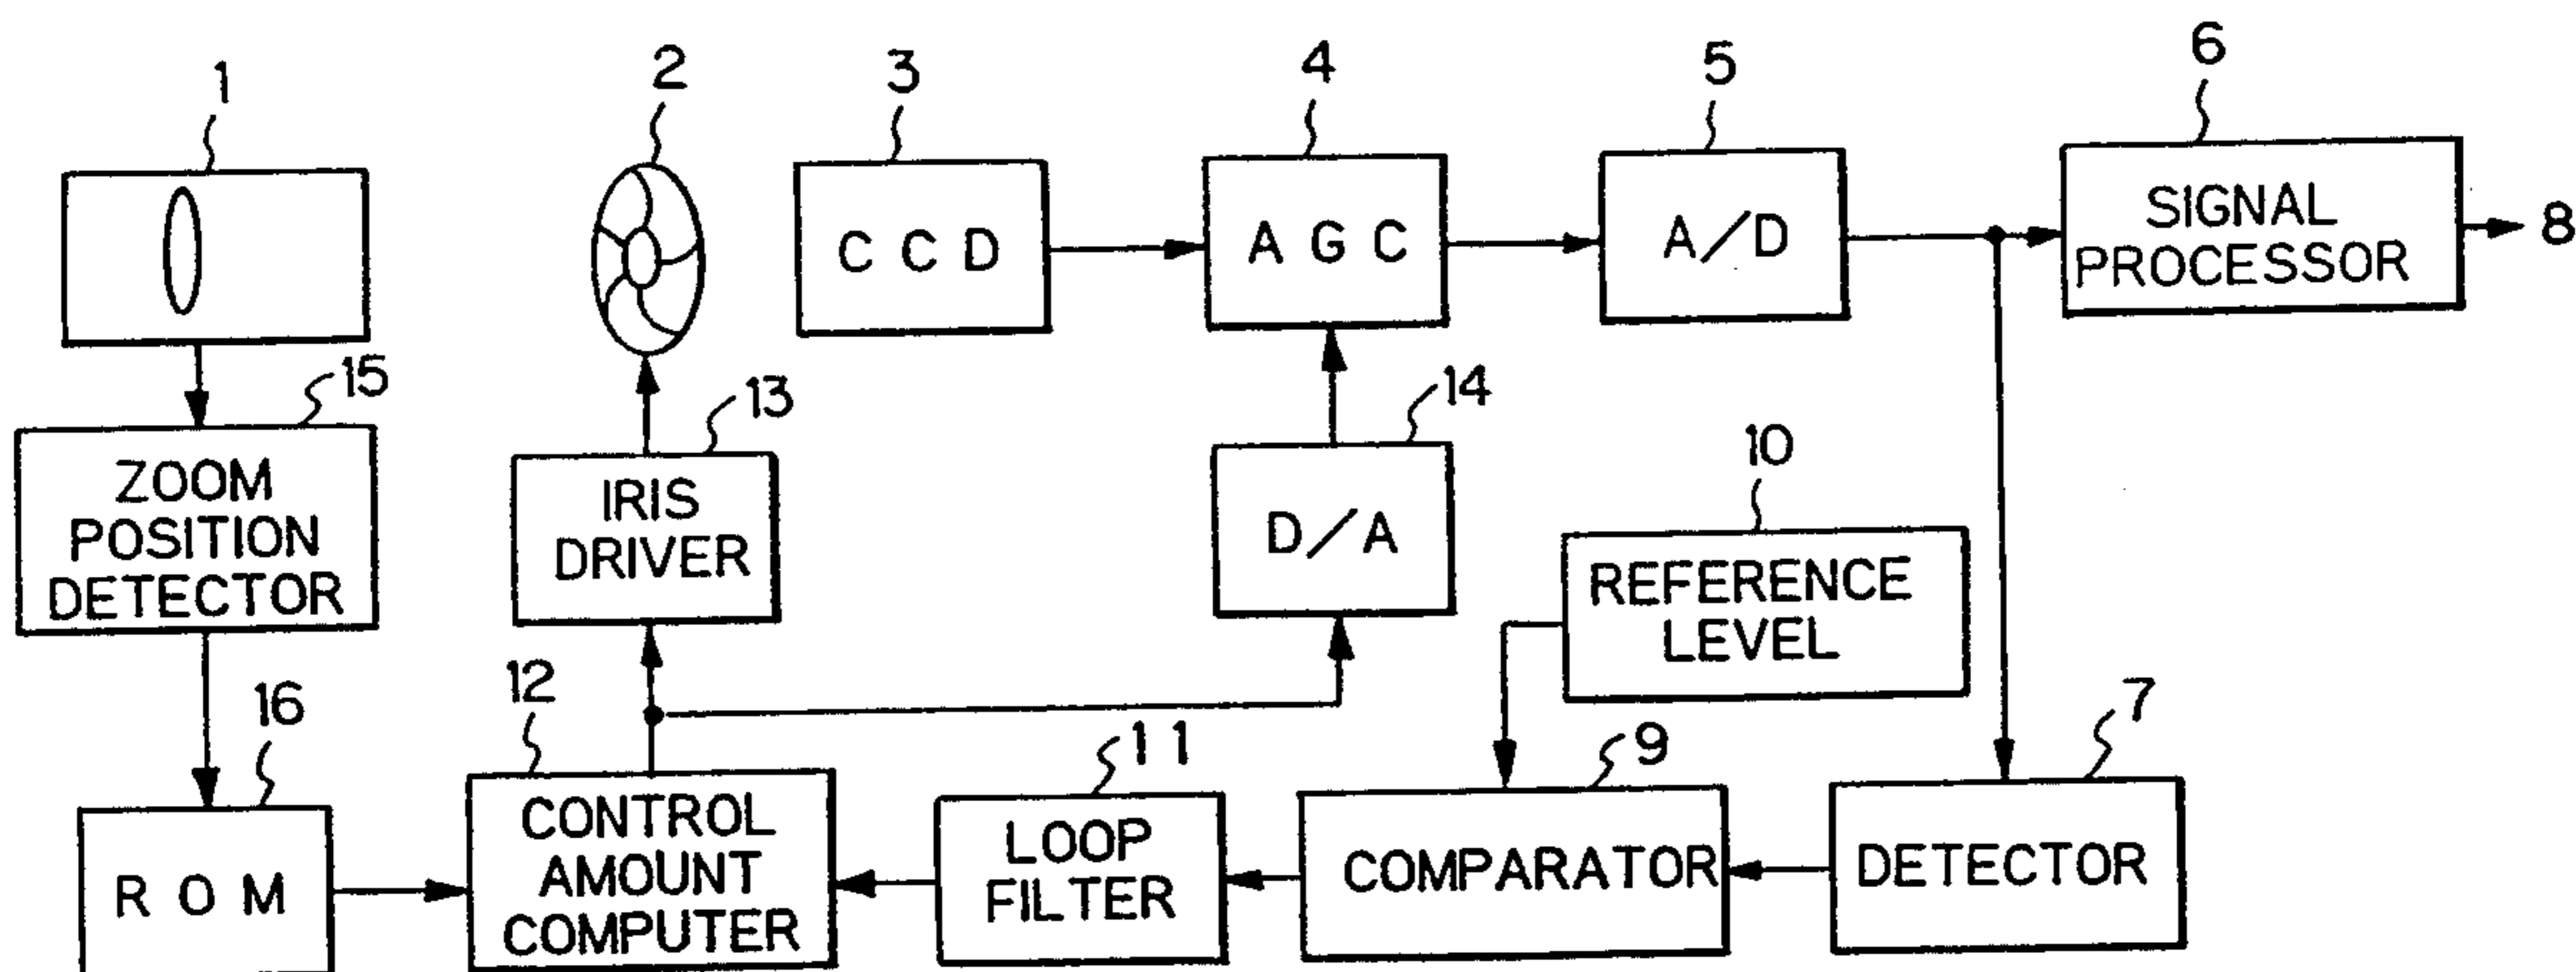 1
2
3
4
5
6
C C D
A G C
A/D
SIGNAL
PROCESSOR
8
15
13
14
10
ZOOM
POSITION
DETECTOR
IRIS
DRIVER
D/A
REFERENCE
LEVEL
16
12
11
9
7
R O M
CONTROL
AMOUNT
COMPUTER
LOOP
FILTER
COMPARATOR
DETECTOR